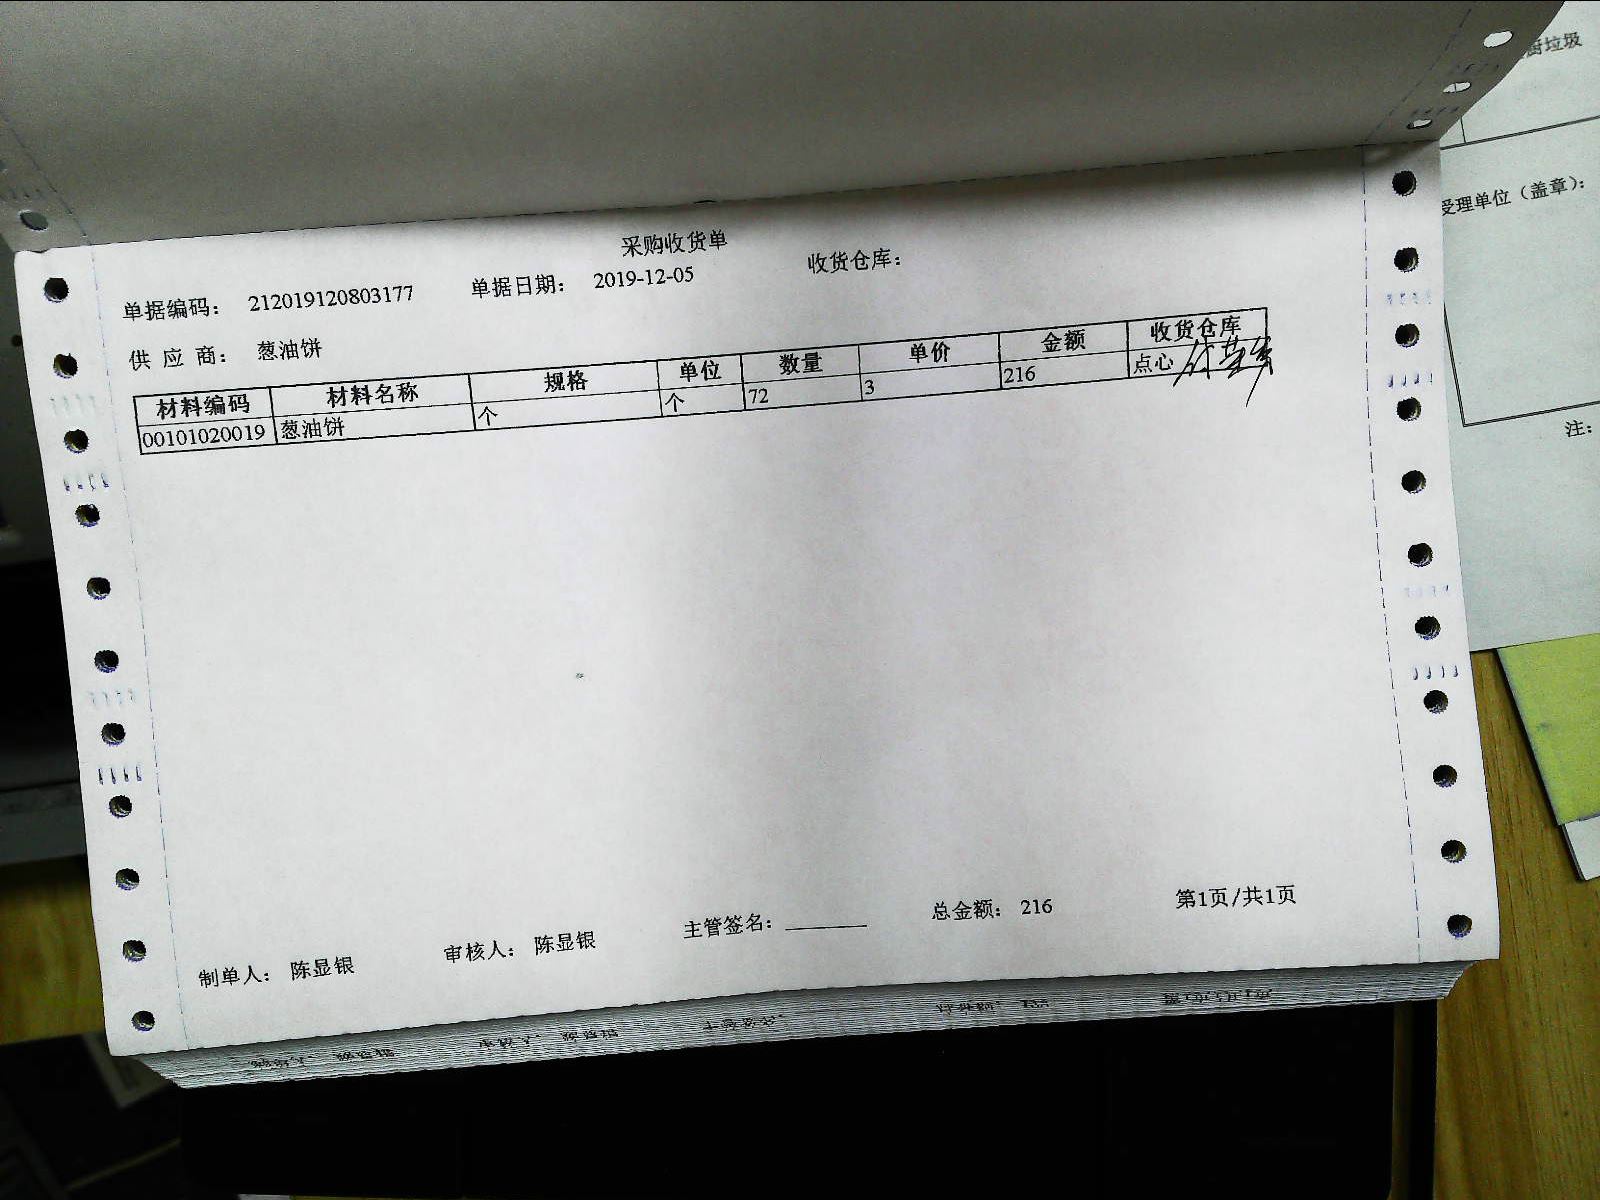 采购收货单
单据编码： 212019120803177 单据日期： 2019-12-05 收货仓库：
供 应 商： 葱油饼
材料编码 材料名称 规格 单位 数量 单价 金额 收货仓库
00101020019 葱油饼 个 个 72 3 216 点心
制单人： 陈显银 审核人： 陈显银 主管签名：_______ 总金额： 216 第1页/共1页
垃圾
受理单位（盖章）：
注：